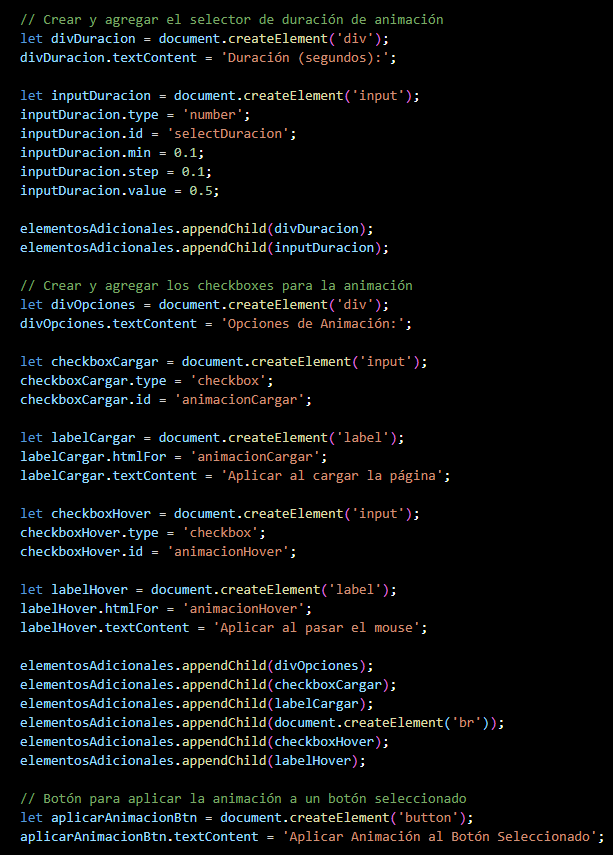 // Crear y agregar el selector de duración de animación
let divDuracion = document.createElement('div');
divDuracion.textContent = 'Duración (segundos):';
let inputDuracion = document.createElement('input');
inputDuracion.type = 'number';
inputDuracion.id = 'selectDuracion';
inputDuracion.min = 0.1;
inputDuracion.step = 0.1;
inputDuracion.value = 0.5;
elementosAdicionales.appendChild(divDuracion);
elementosAdicionales.appendChild(inputDuracion);
// Crear y agregar los checkboxes para la animación
let divOpciones = document.createElement('div');
divOpciones.textContent = 'Opciones de Animación:';
let checkboxCargar = document.createElement('input');
checkboxCargar.type = 'checkbox';
checkboxCargar.id = 'animacionCargar';
let labelCargar = document.createElement('label');
labelCargar.htmlFor = 'animacionCargar';
labelCargar.textContent = 'Aplicar al cargar la página';
let checkboxHover = document.createElement('input');
checkboxHover.type = 'checkbox';
checkboxHover.id = 'animacionHover';
let labelHover = document.createElement('label');
labelHover.htmlFor = 'animacionHover';
labelHover.textContent = 'Aplicar al pasar el mouse';
elementosAdicionales.appendChild(divOpciones);
elementosAdicionales.appendChild(checkboxCargar);
elementosAdicionales.appendChild(labelCargar);
elementosAdicionales.appendChild(document.createElement('br'));
elementosAdicionales.appendChild(checkboxHover);
elementosAdicionales.appendChild(labelHover);
// Botón para aplicar la animación a un botón seleccionado
let aplicarAnimacionBtn = document.createElement('button');
aplicarAnimacionBtn.textContent = 'Aplicar Animación al Botón Seleccionado';